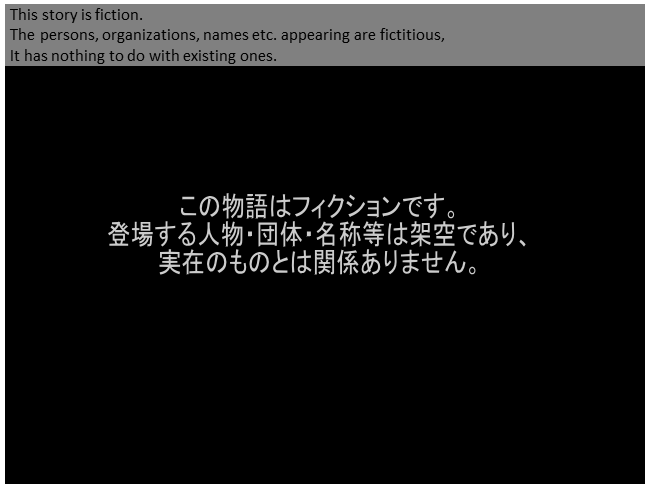 This story is fiction.
The persons, organizations, names etc. appearing are fictitious,
It has nothing to do with existing ones.
この物語はフィクションです。
登場する人物・団体・名称等は架空であり、
実在のものとは関係ありません。